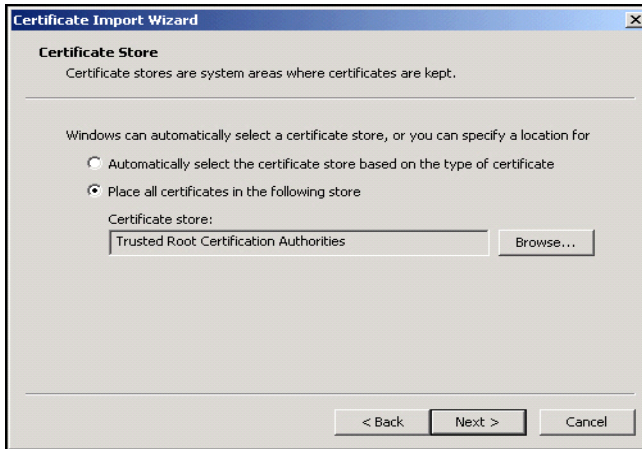 Certificate Import Wizard
Certificate Store
Certificate stores are system areas where certificates are kept.
Windows can automatically select a certificate store, or you can specify a location for
Automatically select the certificate store based on the type of certificate
Place all certificates in the following store
Certificate store:
Trusted Root Certification Authorities
Browse...
< Back
Next >
Cancel